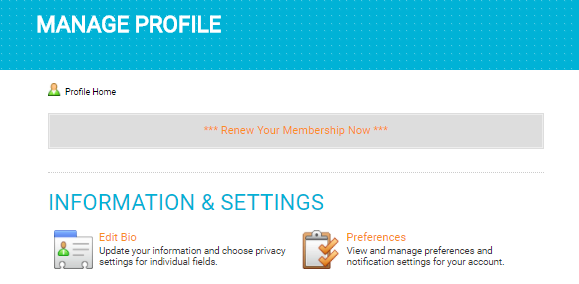 MANAGE PROFILE
Profile Home
*** Renew Your Membership Now ***
INFORMATION & SETTINGS
Edit Bio
Update your information and choose privacy
settings for individual fields.
Preferences
View and manage preferences and
notification settings for your account.